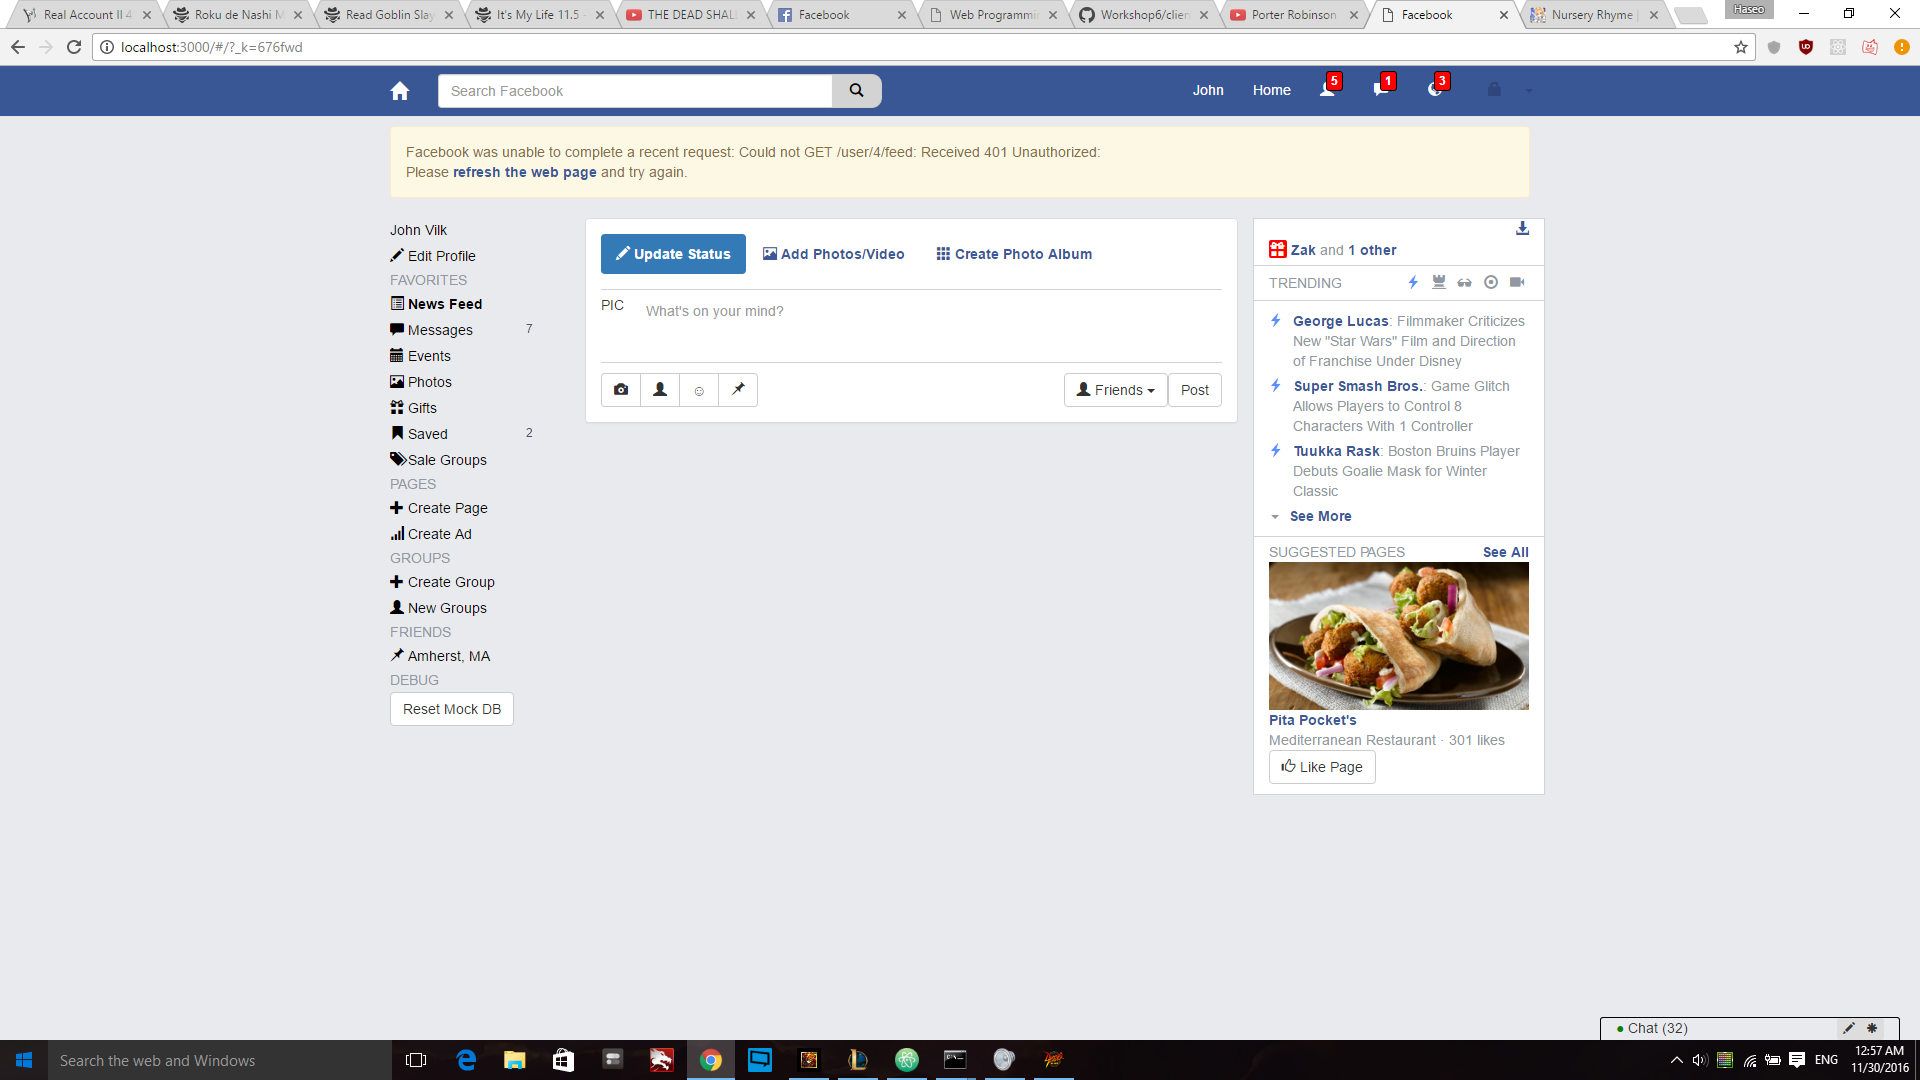 Real Account II 4
Roku de Nashi M
Read Goblin Slay
It's My Life 11.5 -
THE DEAD SHALL
Facebook
Web Programmin
Workshop6/clien
Porter Robinson
Facebook
Nursery Rhyme |
Haseo
localhost:3000/#/?_k=676fwd
Search Facebook
John
Home
5
1
3
Facebook was unable to complete a recent request: Could not GET /user/4/feed: Received 401 Unauthorized:
Please refresh the web page and try again.
John Vilk
Edit Profile
FAVORITES
News Feed
Messages 7
Events
Photos
Gifts
Saved 2
Sale Groups
PAGES
Create Page
Create Ad
GROUPS
Create Group
New Groups
FRIENDS
Amherst, MA
DEBUG
Reset Mock DB
Update Status
Add Photos/Video
Create Photo Album
PIC
What's on your mind?
Friends
Post
Zak and 1 other
TRENDING
George Lucas: Filmmaker Criticizes
New "Star Wars" Film and Direction
of Franchise Under Disney
Super Smash Bros.: Game Glitch
Allows Players to Control 8
Characters With 1 Controller
Tuukka Rask: Boston Bruins Player
Debuts Goalie Mask for Winter
Classic
See More
SUGGESTED PAGES See All
Pita Pocket's
Mediterranean Restaurant · 301 likes
Like Page
Chat (32)
Search the web and Windows
ENG
12:57 AM
11/30/2016